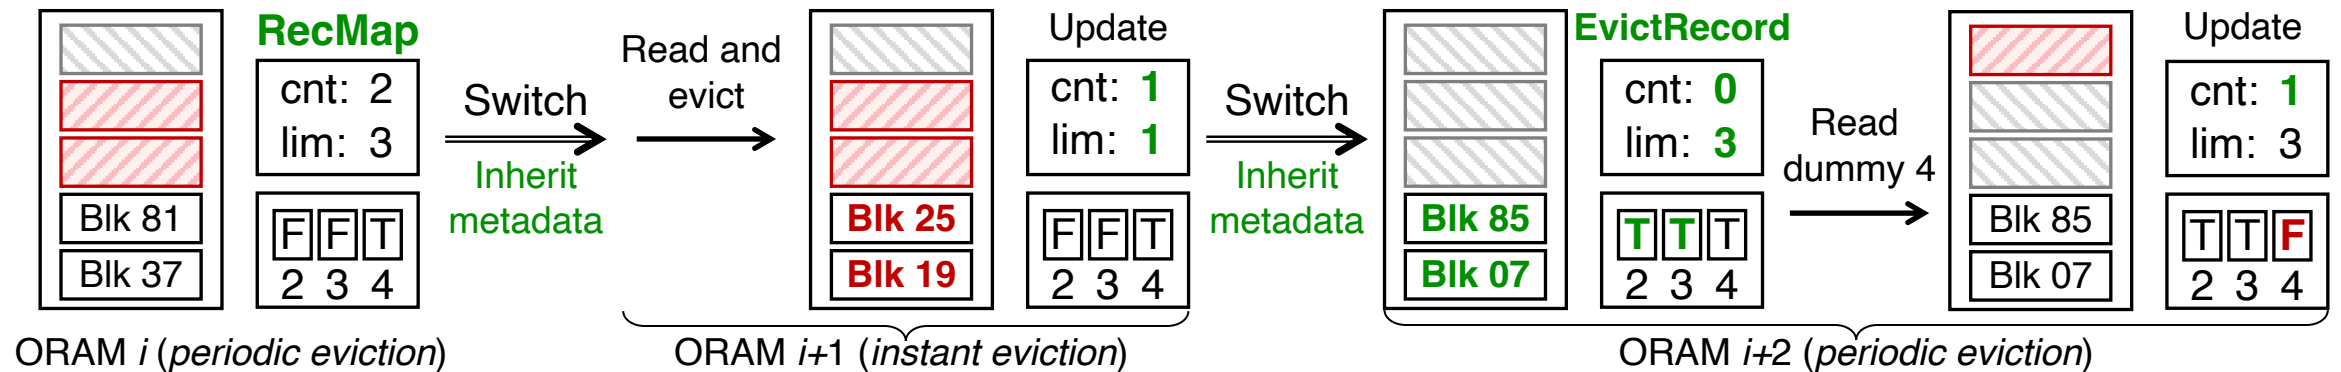 RecMap
cnt: 2
lim: 3
Blk 81
Blk 37
F F T
2 3 4
ORAM i (periodic eviction)
Switch
Inherit
metadata
Read and
evict
Blk 25
Blk 19
Update
cnt: 1
lim: 1
F F T
2 3 4
ORAM i+1 (instant eviction)
Switch
Inherit
metadata
Blk 85
Blk 07
EvictRecord
cnt: 0
lim: 3
T T T
2 3 4
Read
dummy 4
Blk 85
Blk 07
Update
cnt: 1
lim: 3
T T F
2 3 4
ORAM i+2 (periodic eviction)